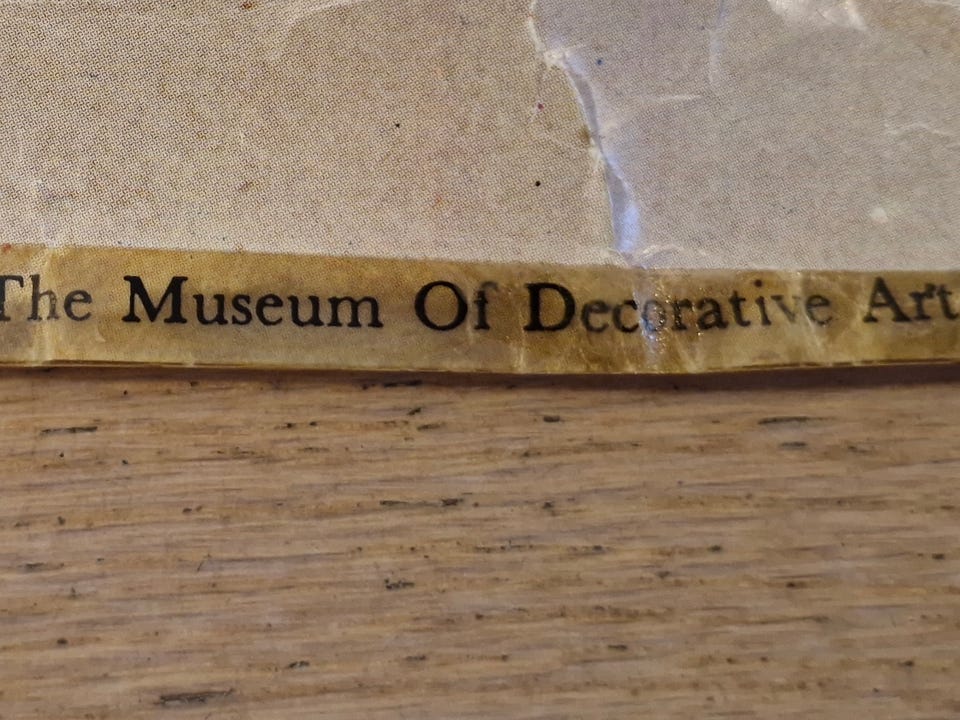 The Museum Of Decorative Art